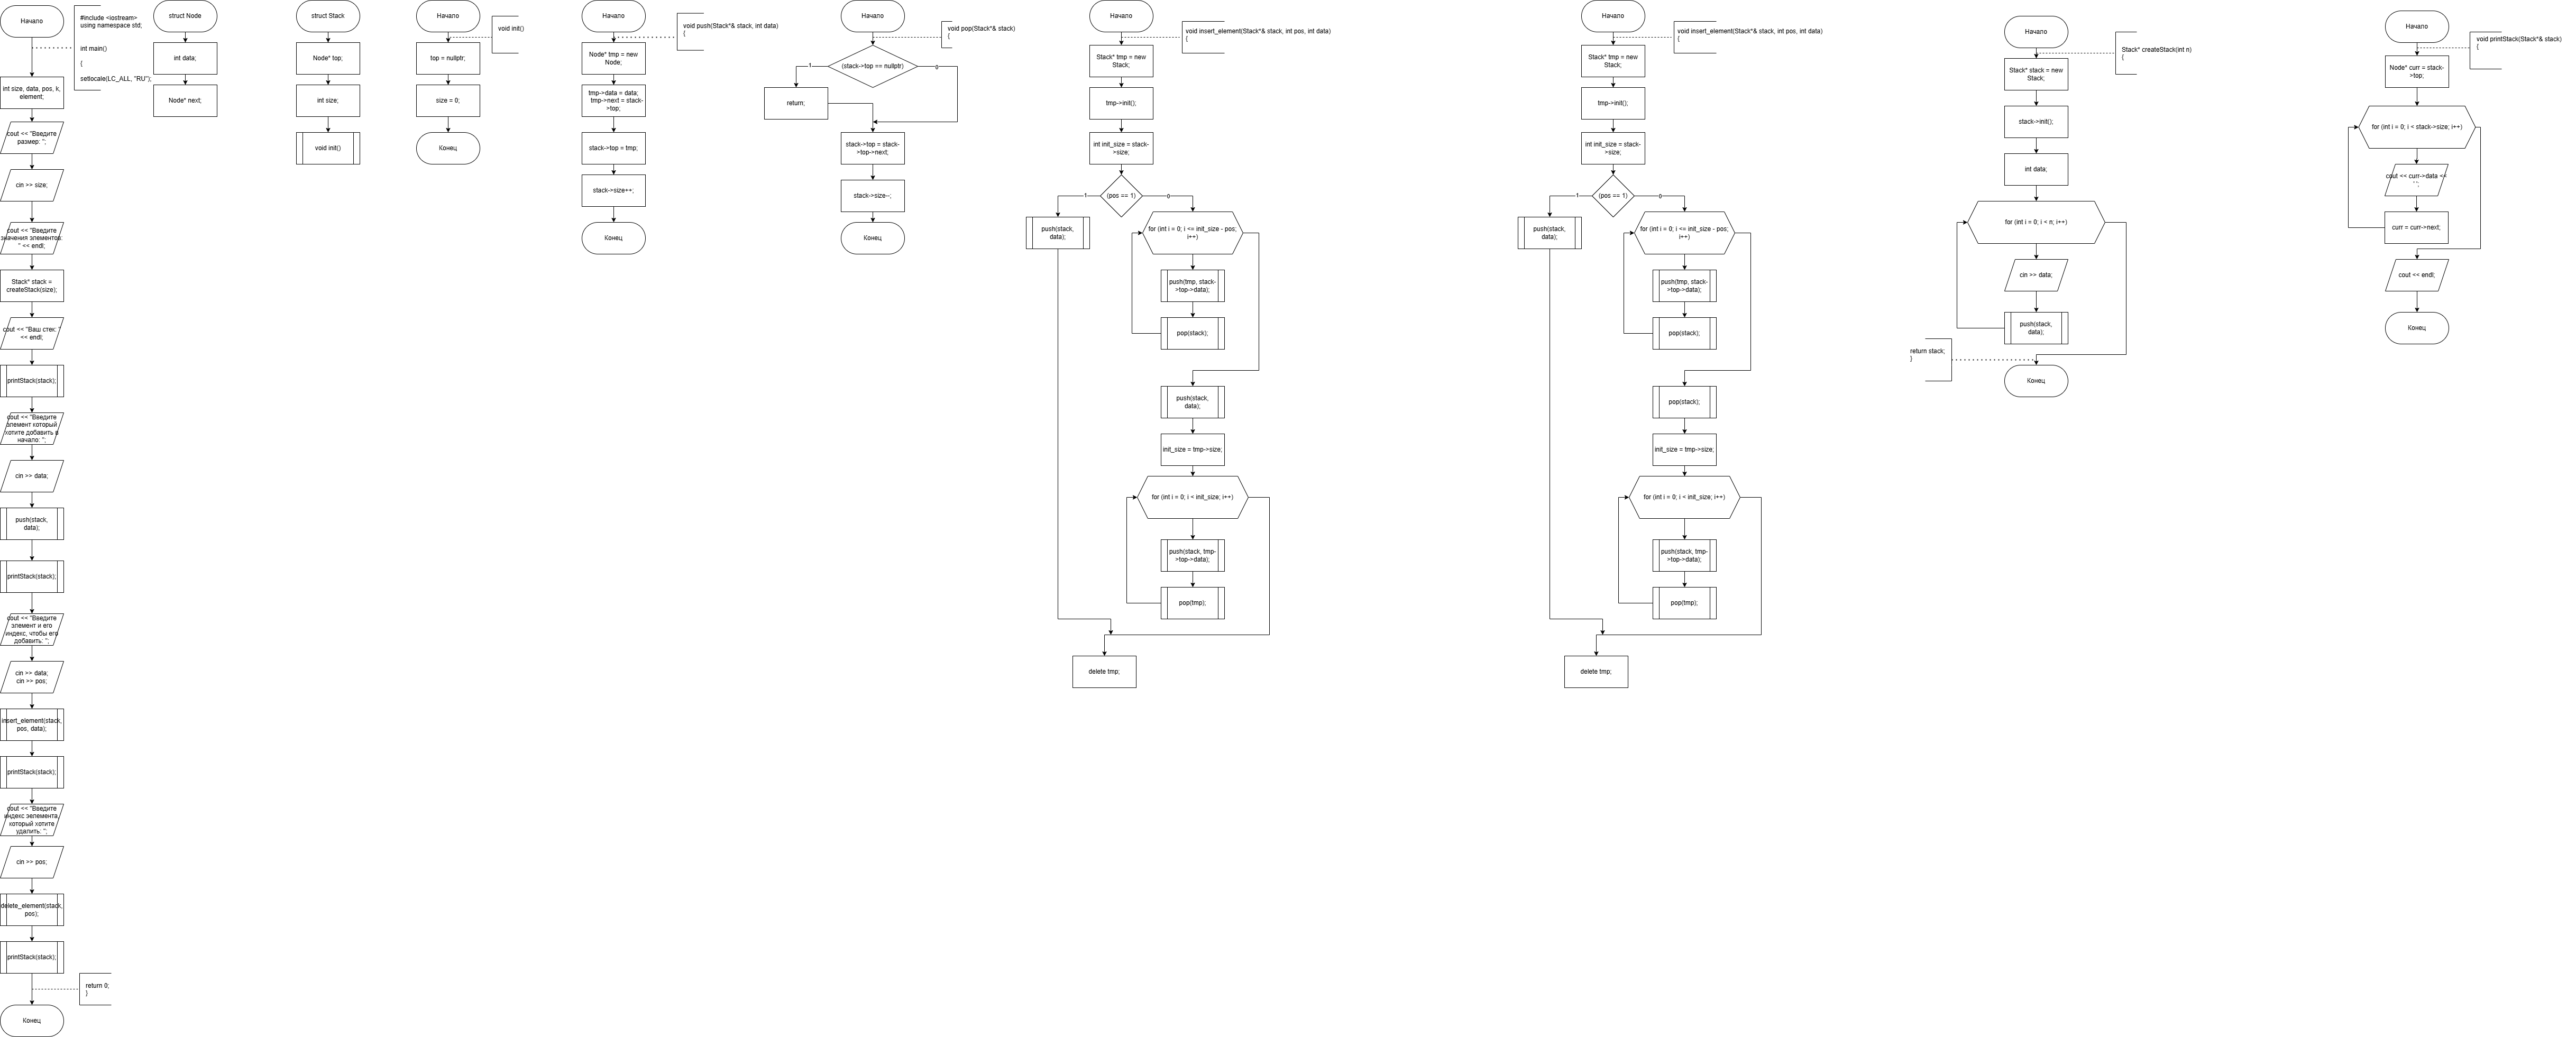 Начало
#include <iostream>
using namespace std;
int main()
{
setlocale(LC_ALL, "RU");
int size, data, pos, k,
element;
cout << "Введите
размер: ";
cin >> size;
cout << "Введите
значения элементов:
" << endl;
Stack* stack =
createStack(size);
cout << "Ваш стек: "
<< endl;
printStack(stack);
cout << "Введите
элемент который
хотите добавить в
начало: ";
cin >> data;
push(stack,
data);
printStack(stack);
cout << "Введите
элемент и его
индекс, чтобы его
добавить: ";
cin >> data;
cin >> pos;
insert_element(stack,
pos, data);
printStack(stack);
cout << "Введите
индекс эелемента,
который хотите
удалить: ";
cin >> pos;
delete_element(stack,
pos);
printStack(stack);
return 0;
}
Конец
struct Node
int data;
Node* next;
struct Stack
Node* top;
int size;
void init()
Начало
void init()
top = nullptr;
size = 0;
Конец
Начало
void push(Stack*& stack, int data)
{
Node* tmp = new
Node;
tmp->data = data;
tmp->next = stack-
>top;
stack->top = tmp;
stack->size++;
Конец
Начало
void pop(Stack*& stack)
{
(stack->top == nullptr)
1
0
return;
stack->top = stack-
>top->next;
stack->size--;
Конец
Начало
void insert_element(Stack*& stack, int pos, int data)
{
Stack* tmp = new
Stack;
tmp->init();
int init_size = stack-
>size;
(pos == 1)
1
0
push(stack,
data);
for (int i = 0; i <= init_size - pos;
i++)
push(tmp, stack-
>top->data);
pop(stack);
push(stack,
data);
init_size = tmp->size;
for (int i = 0; i < init_size; i++)
push(stack, tmp-
>top->data);
pop(tmp);
delete tmp;
Начало
void insert_element(Stack*& stack, int pos, int data)
{
Stack* tmp = new
Stack;
tmp->init();
int init_size = stack-
>size;
(pos == 1)
1
0
push(stack,
data);
for (int i = 0; i <= init_size - pos;
i++)
push(tmp, stack-
>top->data);
pop(stack);
pop(stack);
init_size = tmp->size;
for (int i = 0; i < init_size; i++)
push(stack, tmp-
>top->data);
pop(tmp);
delete tmp;
Начало
Stack* createStack(int n)
{
Stack* stack = new
Stack;
stack->init();
int data;
for (int i = 0; i < n; i++)
cin >> data;
push(stack,
data);
return stack;
}
Конец
Начало
void printStack(Stack*& stack)
{
Node* curr = stack-
>top;
for (int i = 0; i < stack->size; i++)
cout << curr->data <<
' ';
curr = curr->next;
cout << endl;
Конец